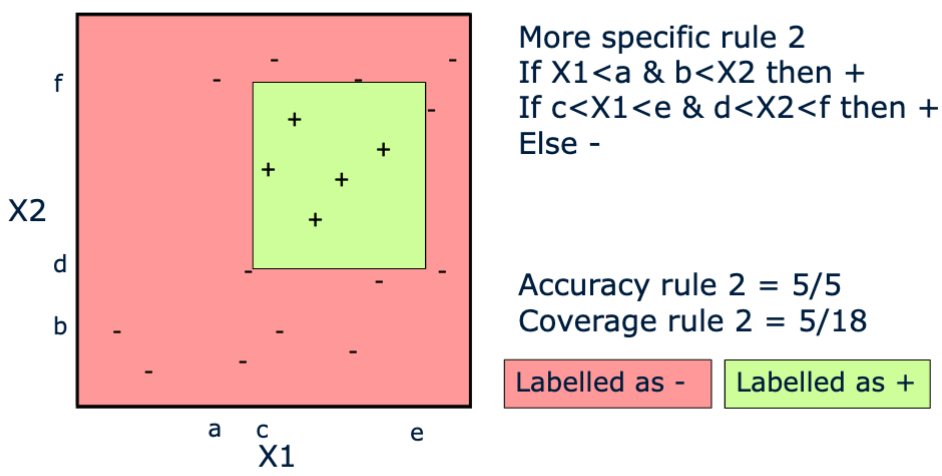 More specific rule 2
If X1<a & b<X2 then +
If c<X1<e & d<X2<f then +
Else -
f
X2
d
b
a c e
X1
Accuracy rule 2 = 5/5
Coverage rule 2 = 5/18
Labelled as -
Labelled as +